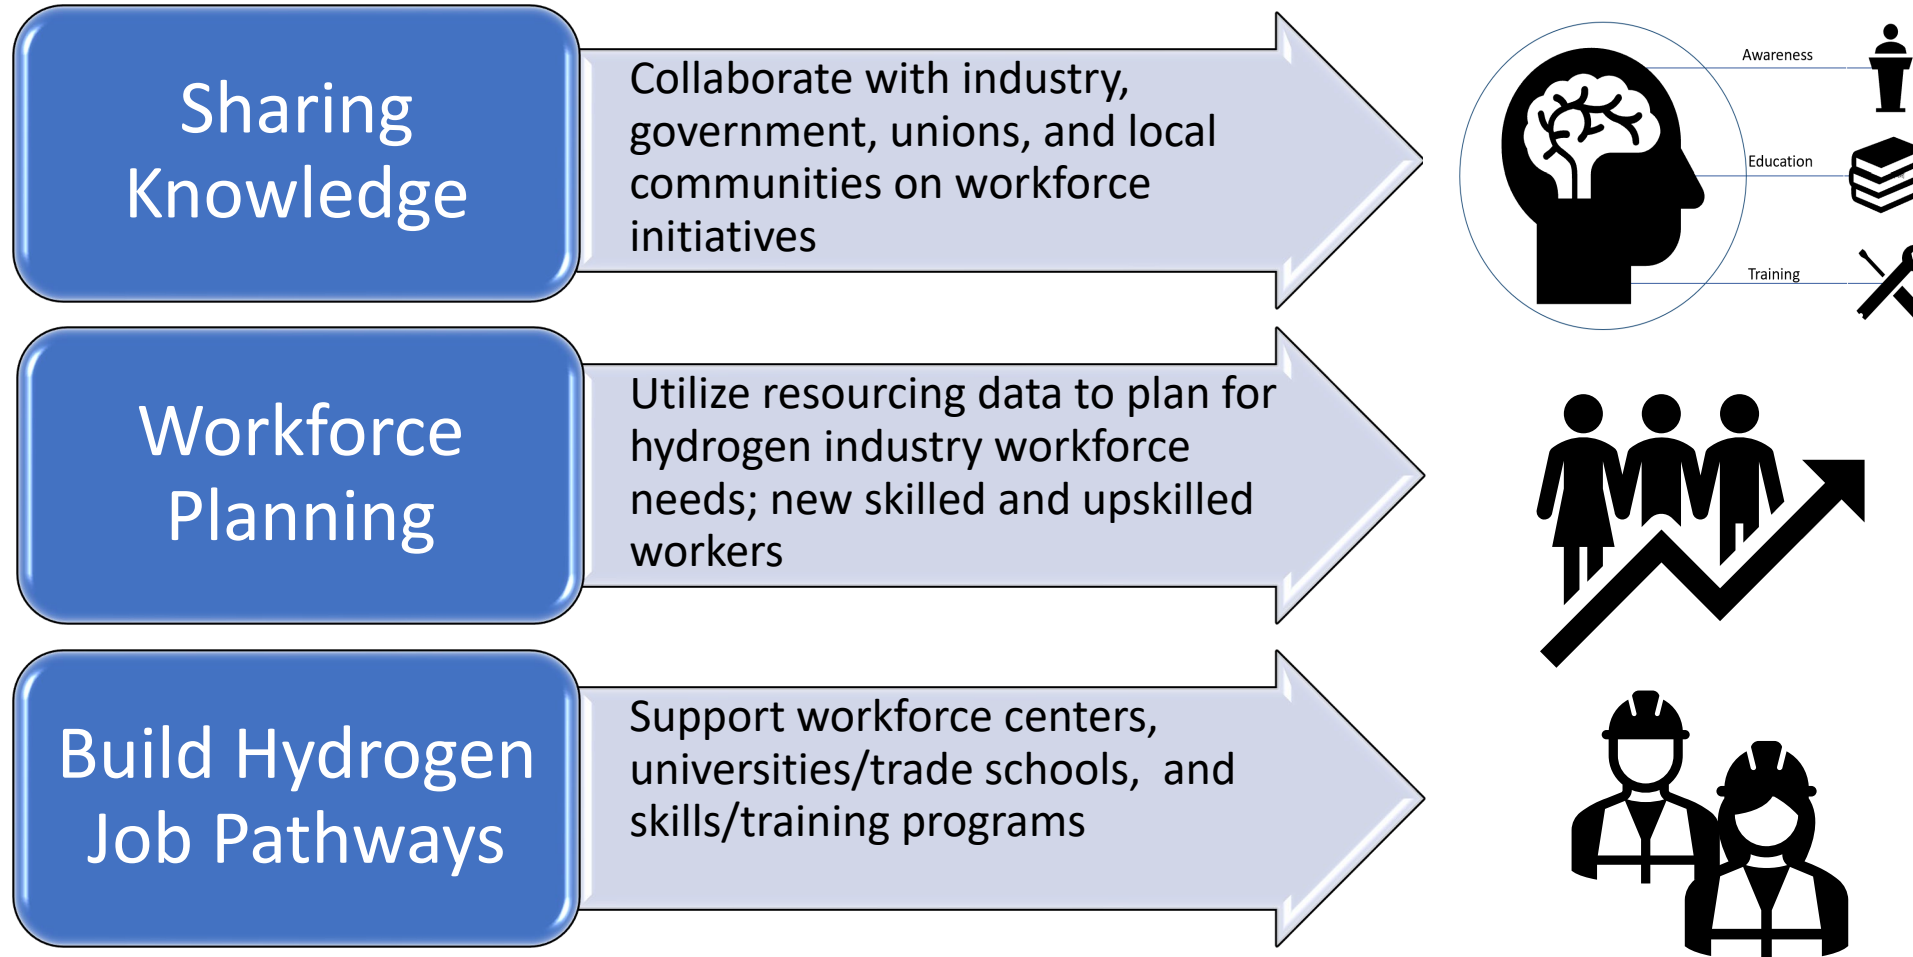 Sharing
Knowledge
Collaborate with industry,
government, unions, and local
communities on workforce
initiatives
Awareness
Education
Training
Workforce
Planning
Utilize resourcing data to plan for
hydrogen industry workforce
needs; new skilled and upskilled
workers
Build Hydrogen
Job Pathways
Support workforce centers,
universities/trade schools,  and
skills/training programs